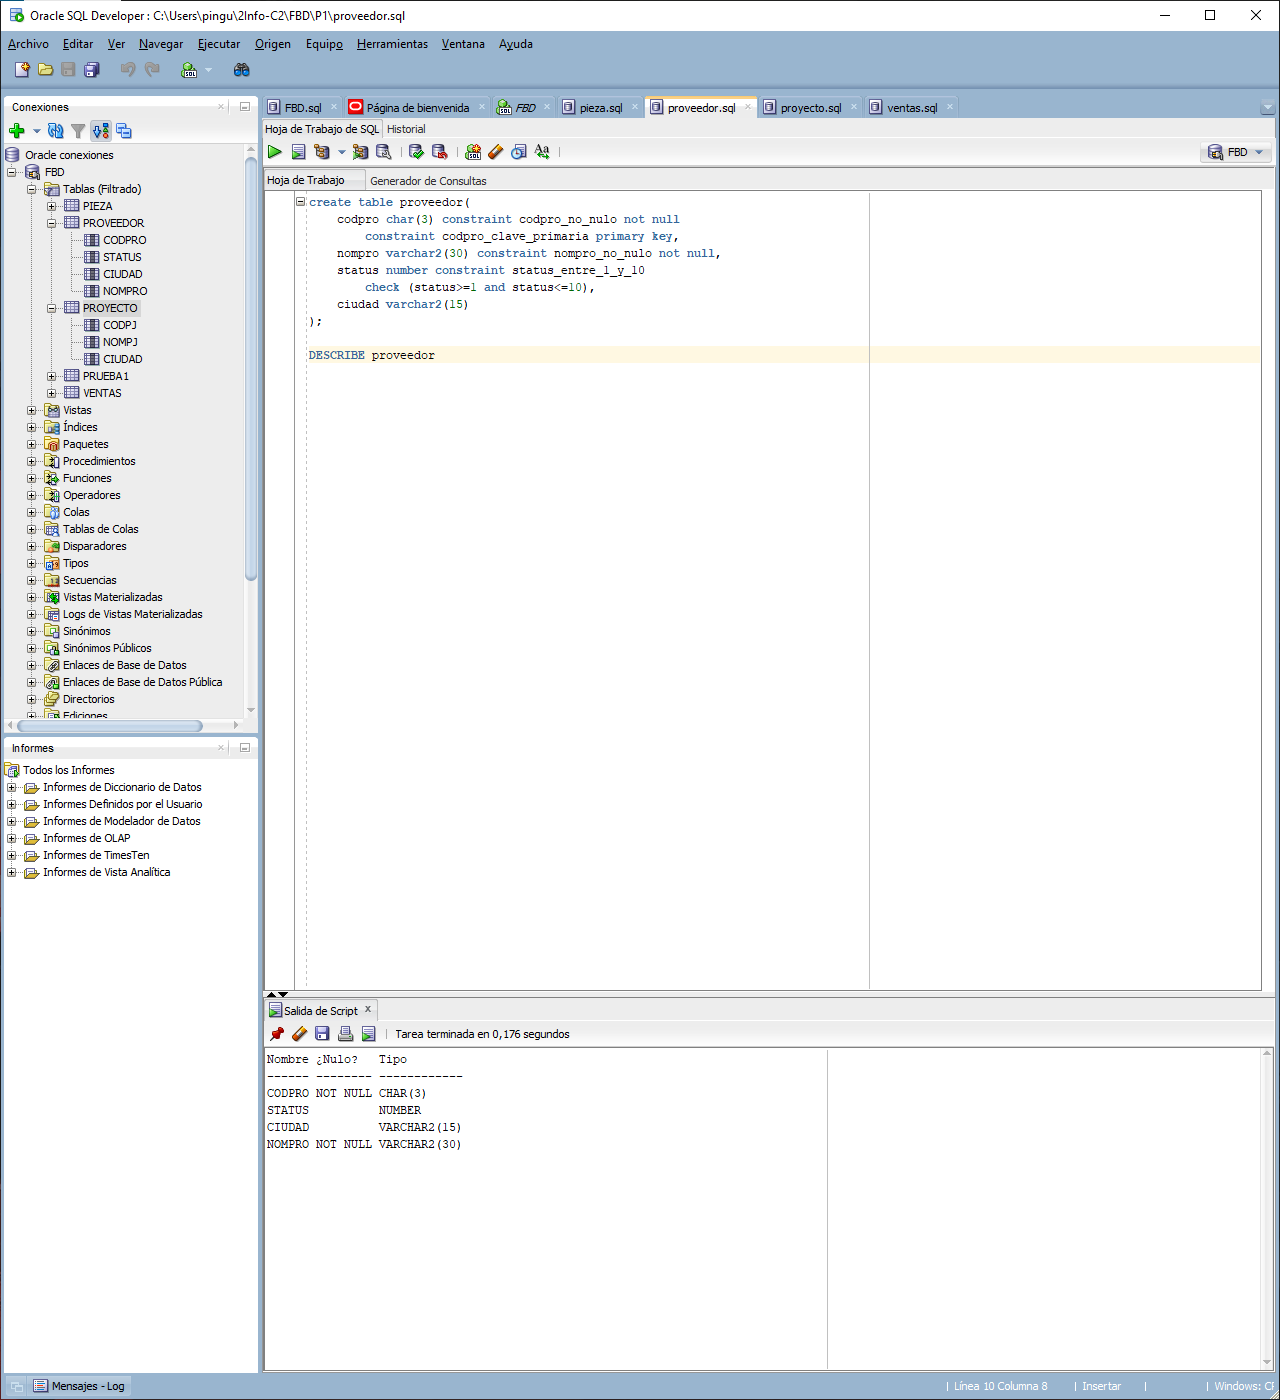 Oracle SQL Developer : C:\Users\pingu\2Info-C2\FBD\P1\proveedor.sql
Archivo Editar Ver Navegar Ejecutar Origen Equipo Herramientas Ventana Ayuda
Conexiones
Oracle conexiones
FBD
Tablas (Filtrado)
PIEZA
PROVEEDOR
CODPRO
STATUS
CIUDAD
NOMPRO
PROYECTO
CODPJ
NOMPJ
CIUDAD
PRUEBA1
VENTAS
Vistas
Índices
Paquetes
Procedimientos
Funciones
Operadores
Colas
Tablas de Colas
Disparadores
Tipos
Secuencias
Vistas Materializadas
Logs de Vistas Materializadas
Sinónimos
Sinónimos Públicos
Enlaces de Base de Datos
Enlaces de Base de Datos Pública
Directorios
Ediciones
Informes
Todos los Informes
Informes de Diccionario de Datos
Informes Definidos por el Usuario
Informes de Modelador de Datos
Informes de OLAP
Informes de TimesTen
Informes de Vista Analítica
FBD.sql Página de bienvenida FBD pieza.sql proveedor.sql proyecto.sql ventas.sql
Hoja de Trabajo de SQL Historial
FBD
Hoja de Trabajo Generador de Consultas
create table proveedor(
codpro char(3) constraint codpro_no_nulo not null
constraint codpro_clave_primaria primary key,
nompro varchar2(30) constraint nompro_no_nulo not null,
status number constraint status_entre_1_y_10
check (status>=1 and status<=10),
ciudad varchar2(15)
);
DESCRIBE proveedor
Salida de Script
Tarea terminada en 0,176 segundos
Nombre ¿Nulo? Tipo
------ -------- ------------
CODPRO NOT NULL CHAR(3)
STATUS NUMBER
CIUDAD VARCHAR2(15)
NOMPRO NOT NULL VARCHAR2(30)
Mensajes - Log
Línea 10 Columna 8 Insertar Windows: